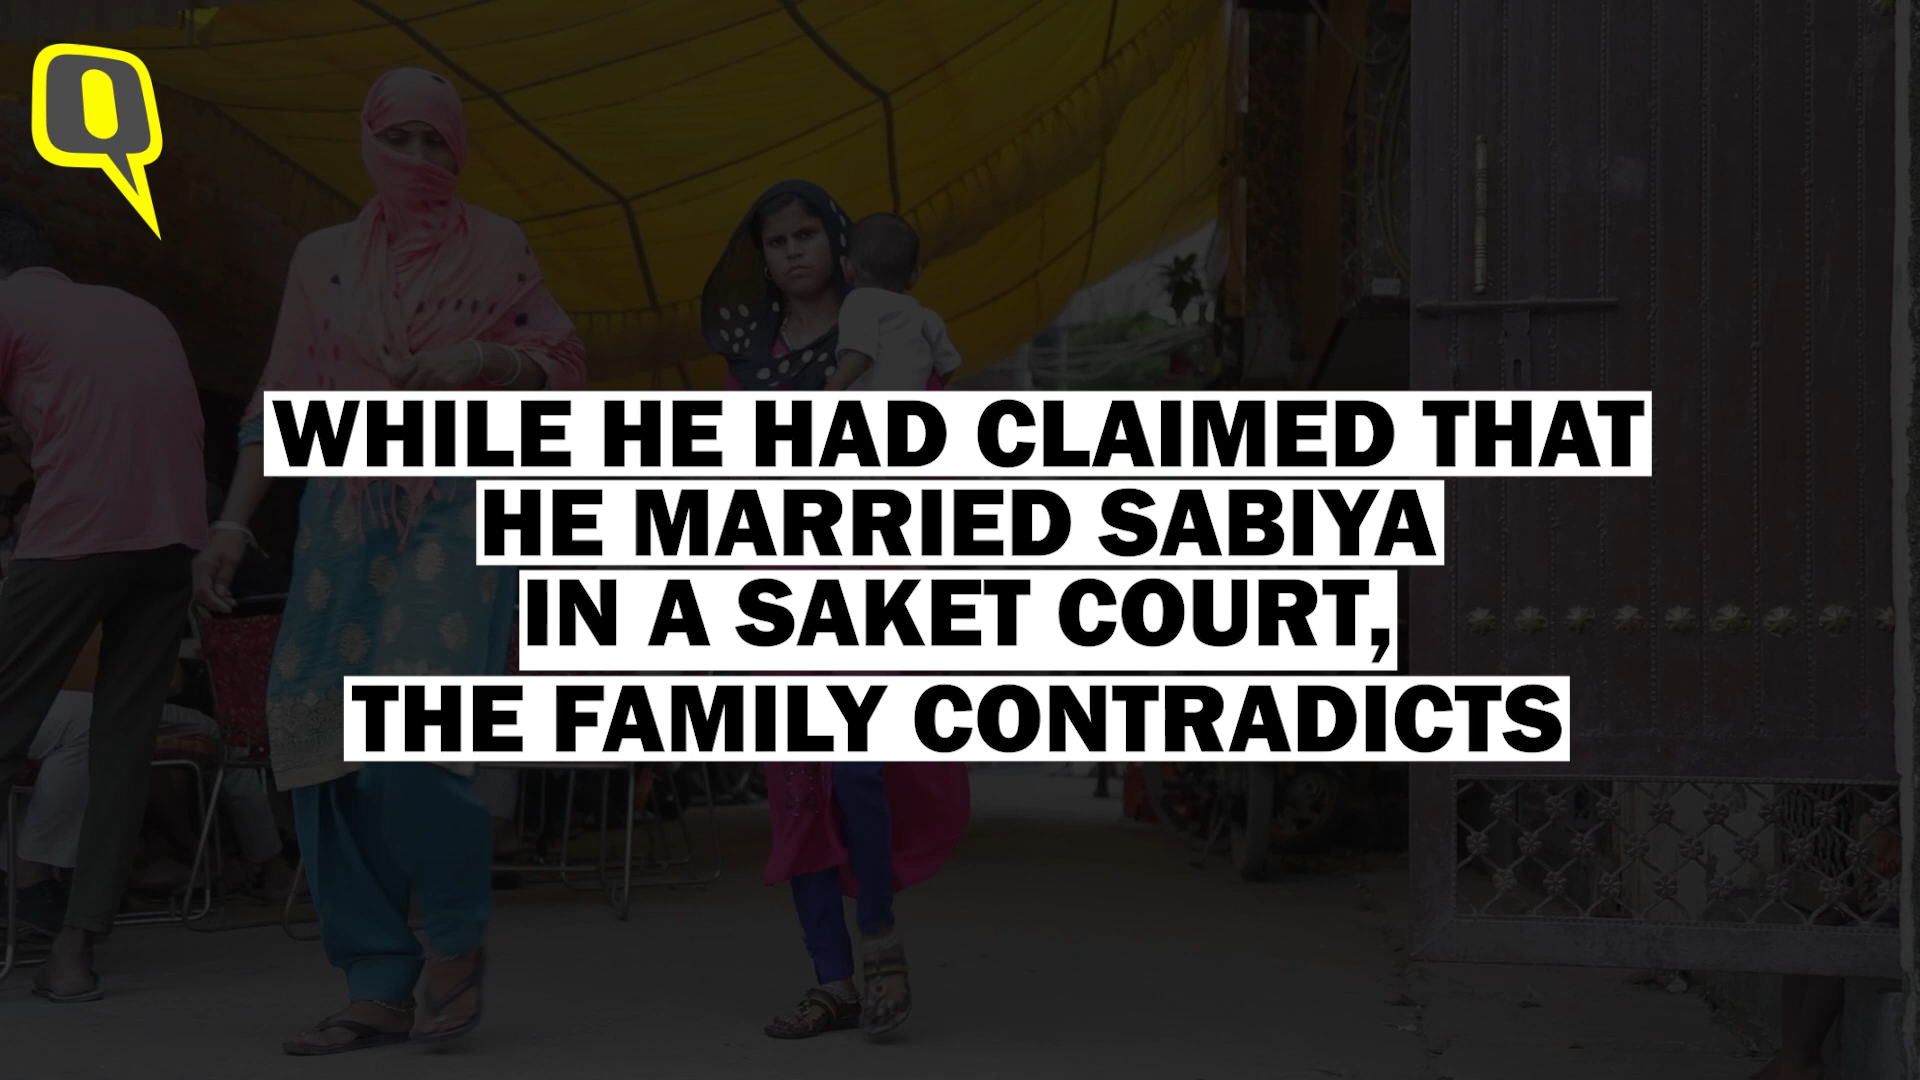 Q
WHILE HE HAD CLAIMED THAT
HE MARRIED SABIYA
IN A SAKET COURT,
THE FAMILY CONTRADICTS